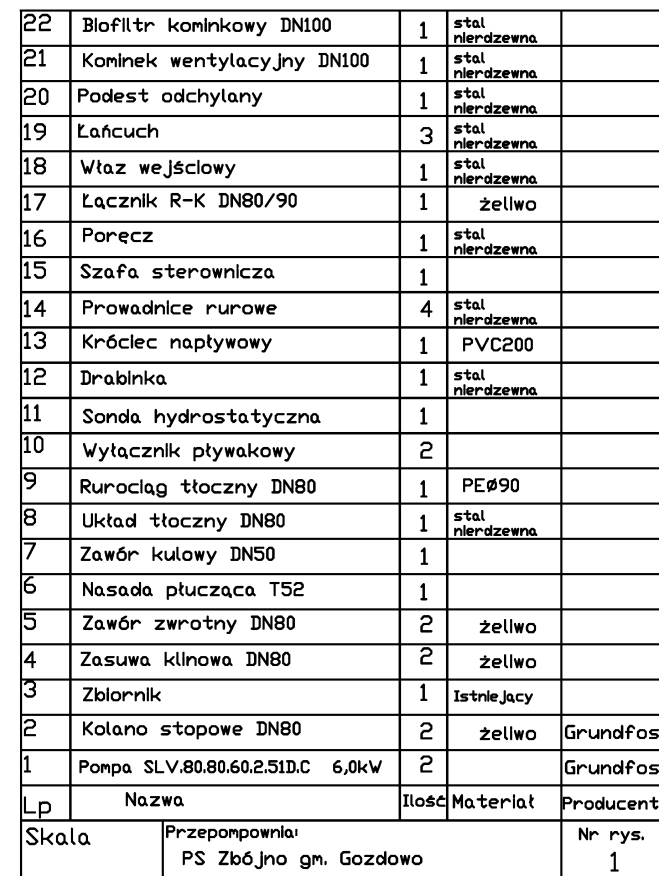 22 Biofiltr kominkowy DN100 1 stal nierdzewna
21 Kominek wentylacyjny DN100 1 stal nierdzewna
20 Podest odchylany 1 stal nierdzewna
19 Łańcuch 3 stal nierdzewna
18 Właz wejściowy 1 stal nierdzewna
17 Łącznik R-K DN80/90 1 żeliwo
16 Poręcz 1 stal nierdzewna
15 Szafa sterownicza 1
14 Prowadnice rurowe 4 stal nierdzewna
13 Króciec napływowy 1 PVC200
12 Drabinka 1 stal nierdzewna
11 Sonda hydrostatyczna 1
10 Wyłącznik pływakowy 2
9 Rurociąg tłoczny DN80 1 PEØ90
8 Układ tłoczny DN80 1 stal nierdzewna
7 Zawór kulowy DN50 1
6 Nasada płucząca T52 1
5 Zawór zwrotny DN80 2 żeliwo
4 Zasuwa klinowa DN80 2 żeliwo
3 Zbiornik 1 Istniejący
2 Kolano stopowe DN80 2 żeliwo Grundfos
1 Pompa SLV.80.80.60.2.51D.C 6,0kW 2 Grundfos
Lp Nazwa Ilość Materiał Producent
Skala Przepompownia: Nr rys.
PS Zbójno gm. Gozdowo 1